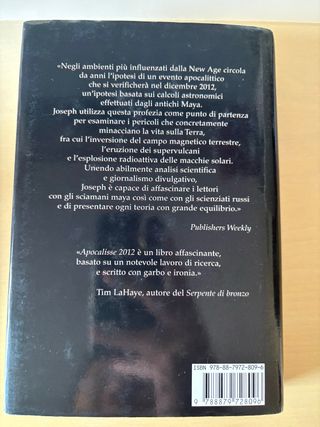 «Negli ambienti più influenzati dalla New Age circola
da anni l'ipotesi di un evento apocalittico
che si verificherà nel dicembre 2012,
un'ipotesi basata sui calcoli astronomici
effettuati dagli antichi Maya.
Joseph utilizza questa profezia come punto di partenza
per esaminare i pericoli che concretamente
minacciano la vita sulla Terra,
fra cui l'inversione del campo magnetico terrestre,
l'eruzione dei supervulcani
e l'esplosione radioattiva delle macchie solari.
Unendo abilmente analisi scientifica
e giornalismo divulgativo,
Joseph è capace di affascinare i lettori
con gli sciamani maya così come con gli scienziati russi
e di presentare ogni teoria con grande equilibrio.»
Publishers Weekly
«Apocalisse 2012 è un libro affascinante,
basato su un notevole lavoro di ricerca,
e scritto con garbo e ironia.»
Tim LaHaye, autore del Serpente di bronzo
ISBN 978-88-7972-809-6
9 788879 728096